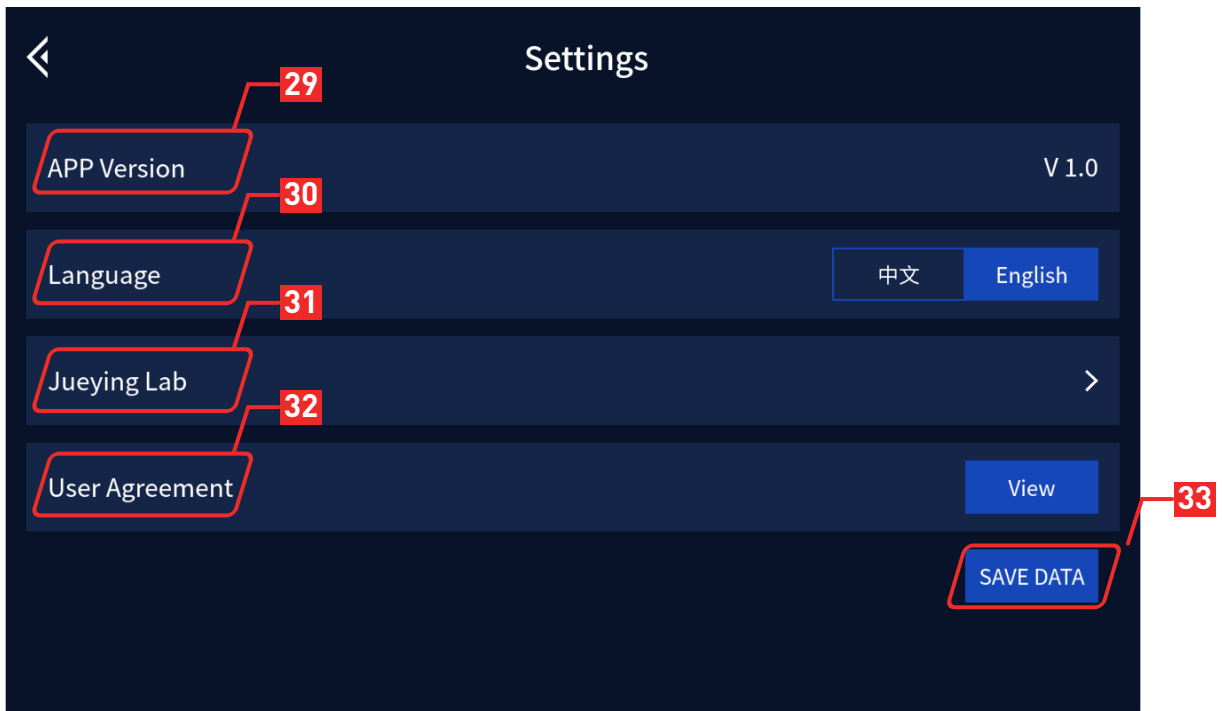 Settings
29
APP Version
V 1.0
30
Language
中文
English
31
Jueying Lab
32
User Agreement
View
33
SAVE DATA